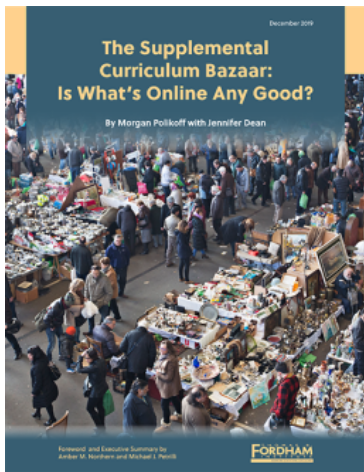 December 2019
The Supplemental
Curriculum Bazaar:
Is What's Online Any Good?
By Morgan Polikoff with Jennifer Dean
Foreword and Executive Summary by
Amber M. Northern and Michael J. Petrilli
FORDHAM
INSTITUTE